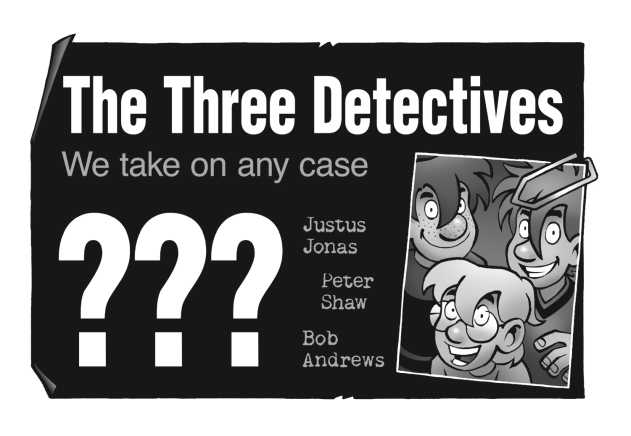 The Three Detectives
We take on any case
???
Justus
Jonas
Peter
Shaw
Bob
Andrews